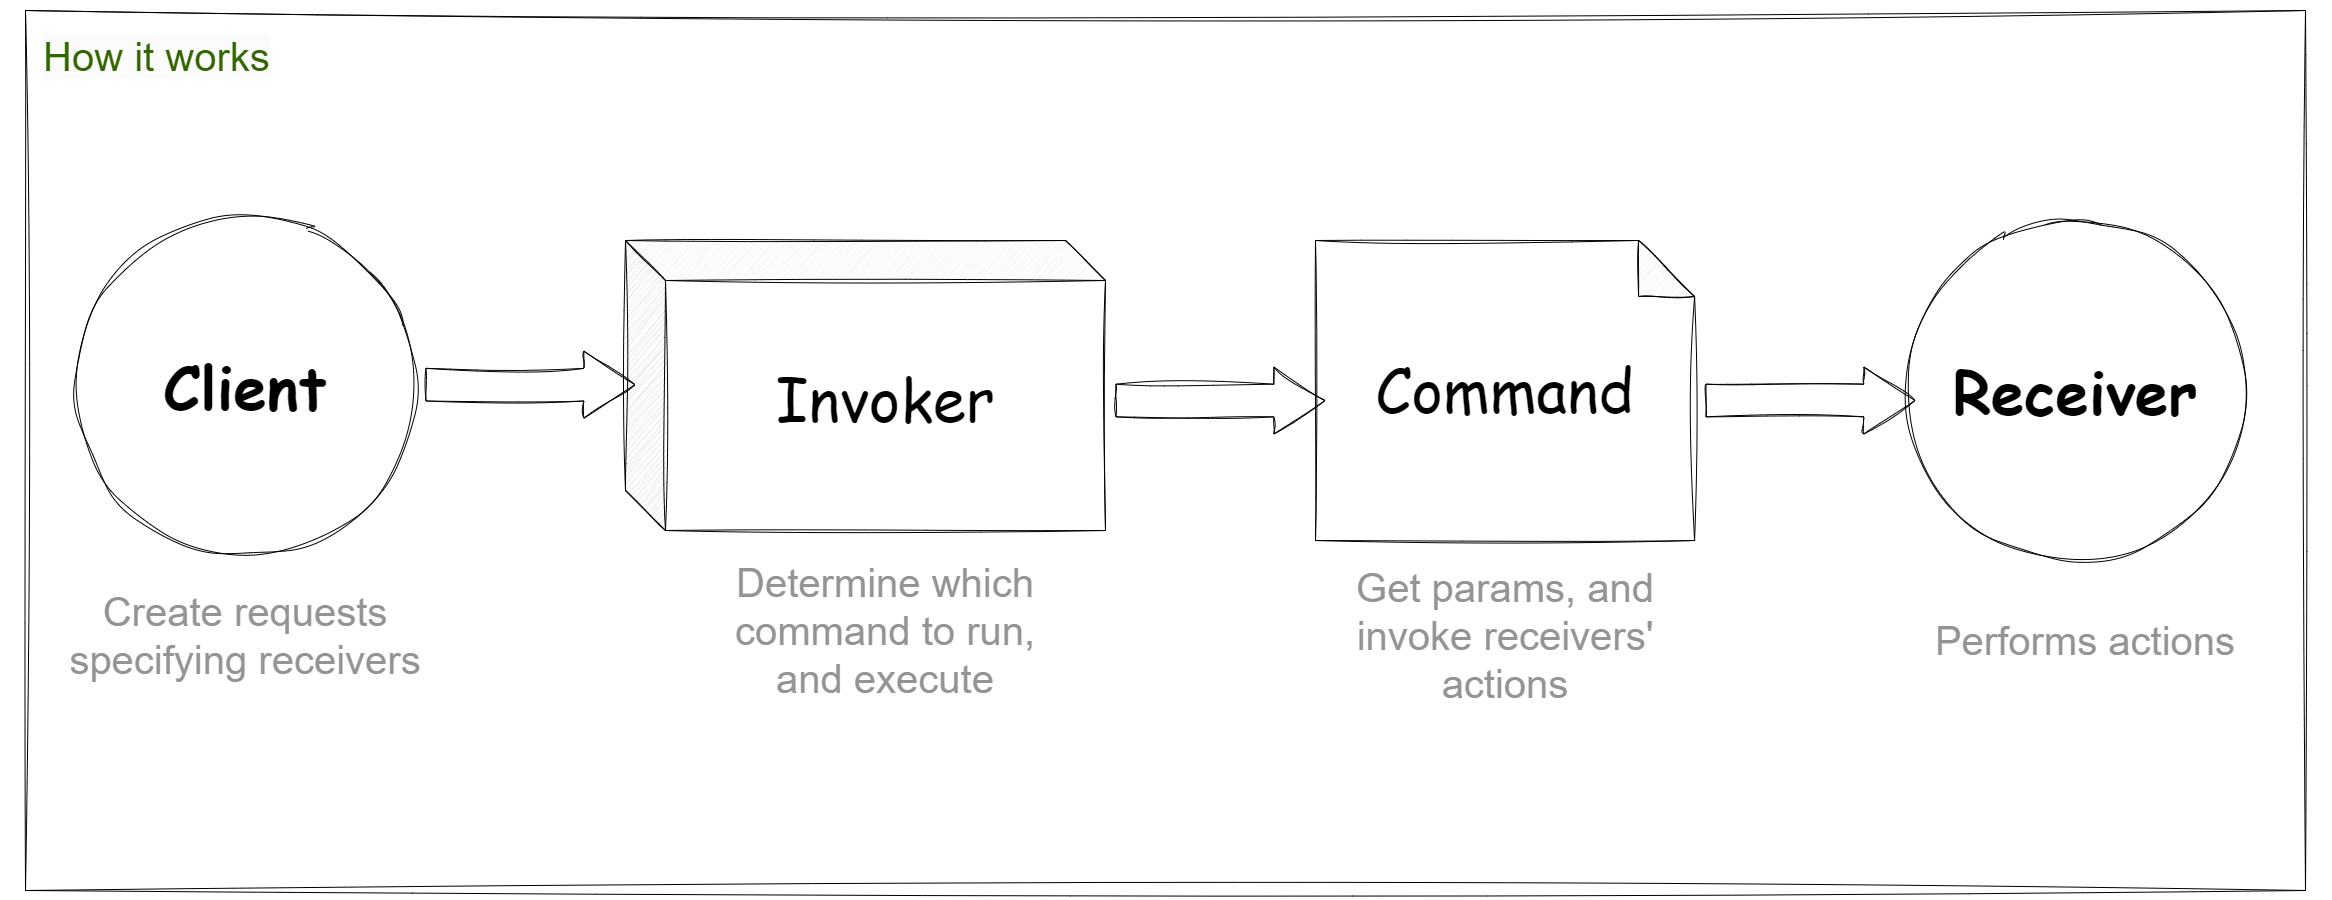 How it works
Client
Invoker
Command
Receiver
Create requests
specifying receivers
Determine which
command to run,
and execute
Get params, and
invoke receivers'
actions
Performs actions